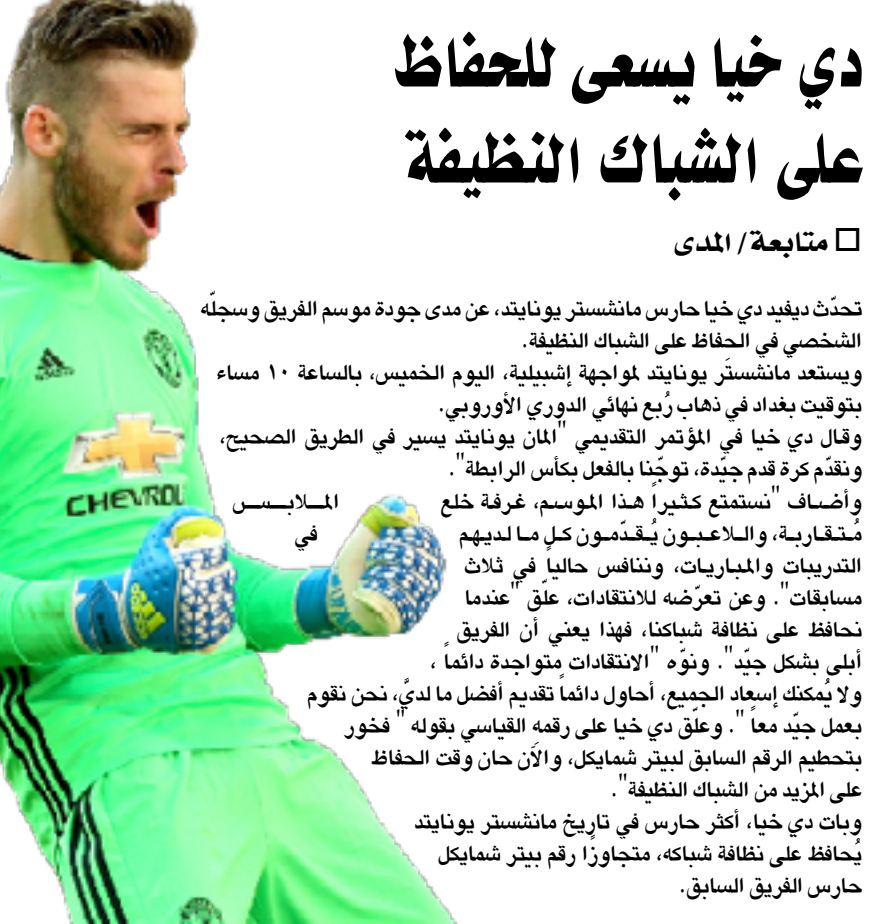 دي خيا يسعى للحفاظ
على الشباك النظيفة
□ متابعة/ المدى
تحدّث ديفيد دي خيا حارس مانشستر يونايتد، عن مدى جودة موسم الفريق وسجلّه
الشخصي في الحفاظ على الشباك النظيفة.
ويستعد مانشستَر يونايتد لمواجهة إشبيلية، اليوم الخميس، بالساعة ١٠ مساء
بتوقيت بغداد في ذهاب رُبع نهائي الدوري الأوروبي.
وقال دي خيا في المؤتمر التقديمي "المان يونايتد يسير في الطريق الصحيح،
ونقدّم كرة قدم جيّدة، توجّنا بالفعل بكأس الرابطة".
وأضاف "نستمتع كثيراً هذا الموسم، غرفة خلع الملابس
مُتقاربة، واللاعبون يُقدّمون كل ما لديهم في
التدريبات والمباريات، وننافس حالياً في ثلاث
مسابقات". وعن تعرّضه للانتقادات، علّق "عندما
نحافظ على نظافة شباكنا، فهذا يعني أن الفريق
أبلى بشكل جيّد". ونوّه "الانتقادات متواجدة دائماً ،
ولا يُمكنك إسعاد الجميع، أحاول دائماً تقديم أفضل ما لديَّ، نحن نقوم
بعمل جيّد معاً ". وعلّق دي خيا على رقمه القياسي بقوله " فخور
بتحطيم الرقم السابق لبيتر شمايكل، والآن حان وقت الحفاظ
على المزيد من الشباك النظيفة".
وبات دي خيا، أكثر حارس في تاريخ مانشستر يونايتد
يُحافظ على نظافة شباكه، متجاوزًا رقم بيتر شمايكل
حارس الفريق السابق.
adidas
CHEVROL
adidas